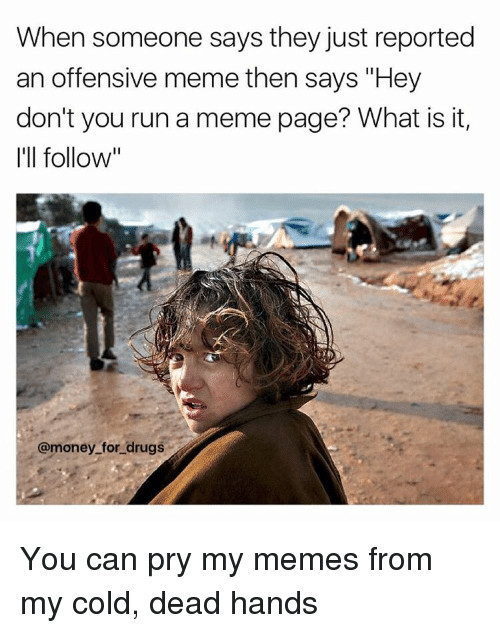 When someone says they just reported
an offensive meme then says "Hey
don't you run a meme page? What is it,
I'll follow"
@money_for_drugs
You can pry my memes from
my cold, dead hands